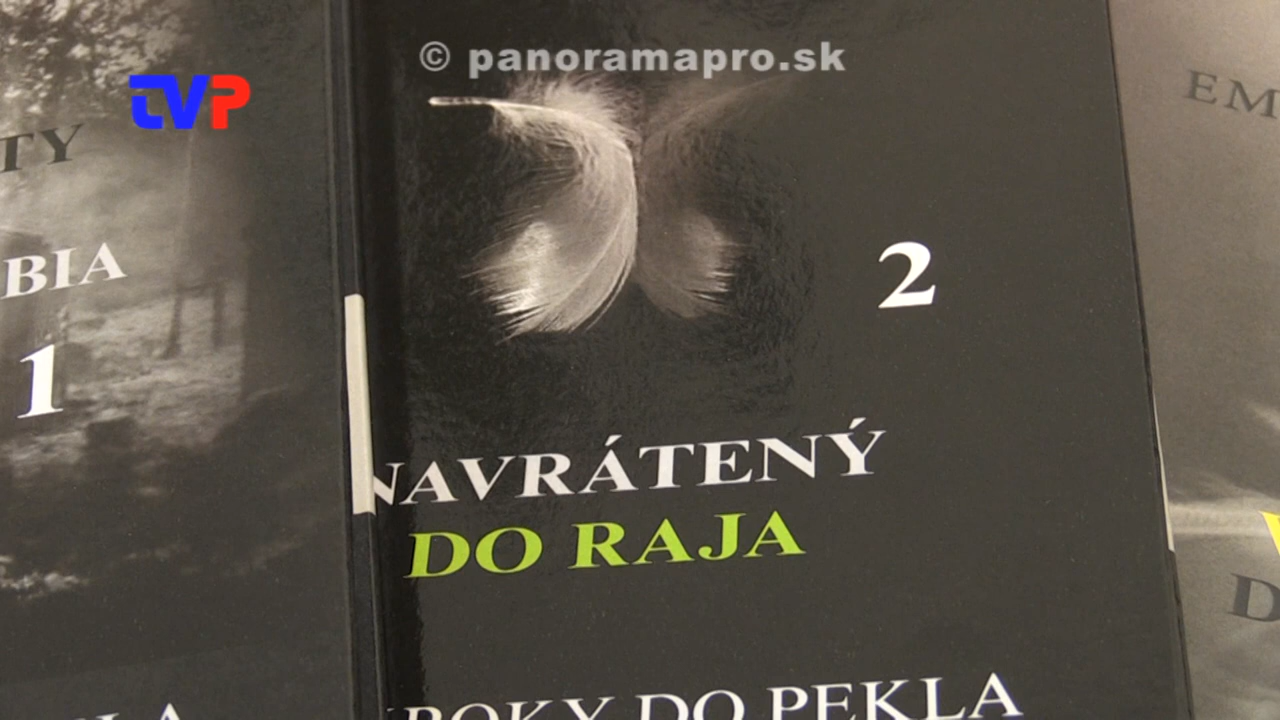 © panoramapro.sk
TVP
TY
EM
BIA
1
2
NAVRÁTENÝ
DO RAJA
D
KROKY DO PEKLA